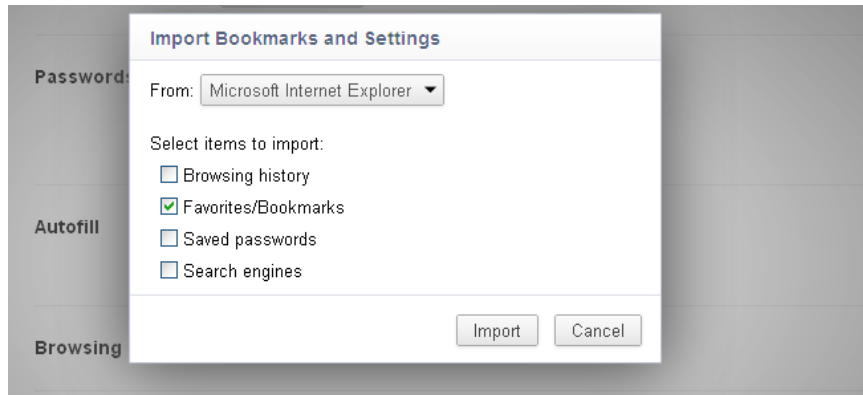 Import Bookmarks and Settings
Passwords
From: Microsoft Internet Explorer
Select items to import:
Browsing history
Favorites/Bookmarks
Saved passwords
Autofill
Search engines
Import Cancel
Browsing